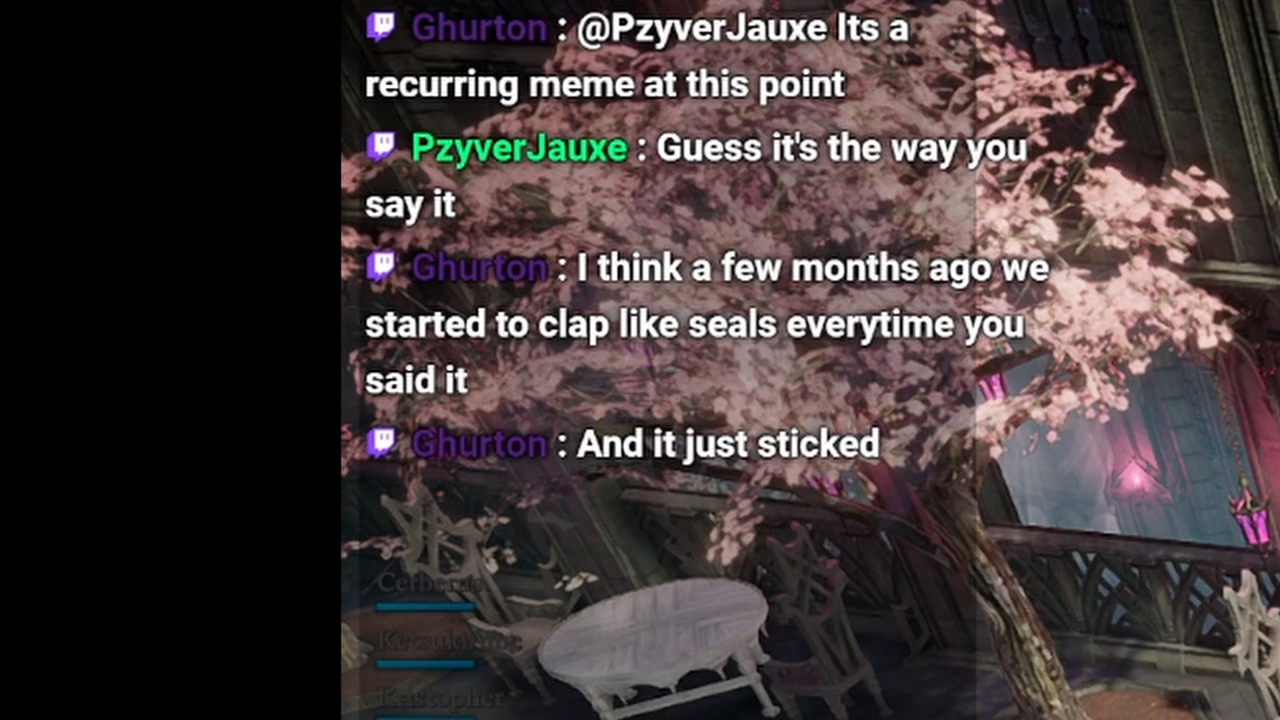 Ghurton : @PzyverJauxe Its a
recurring meme at this point
PzyverJauxe : Guess it's the way you
say it
Ghurton : I think a few months ago we
started to clap like seals everytime you
said it
Ghurton : And it just sticked
Kastopher